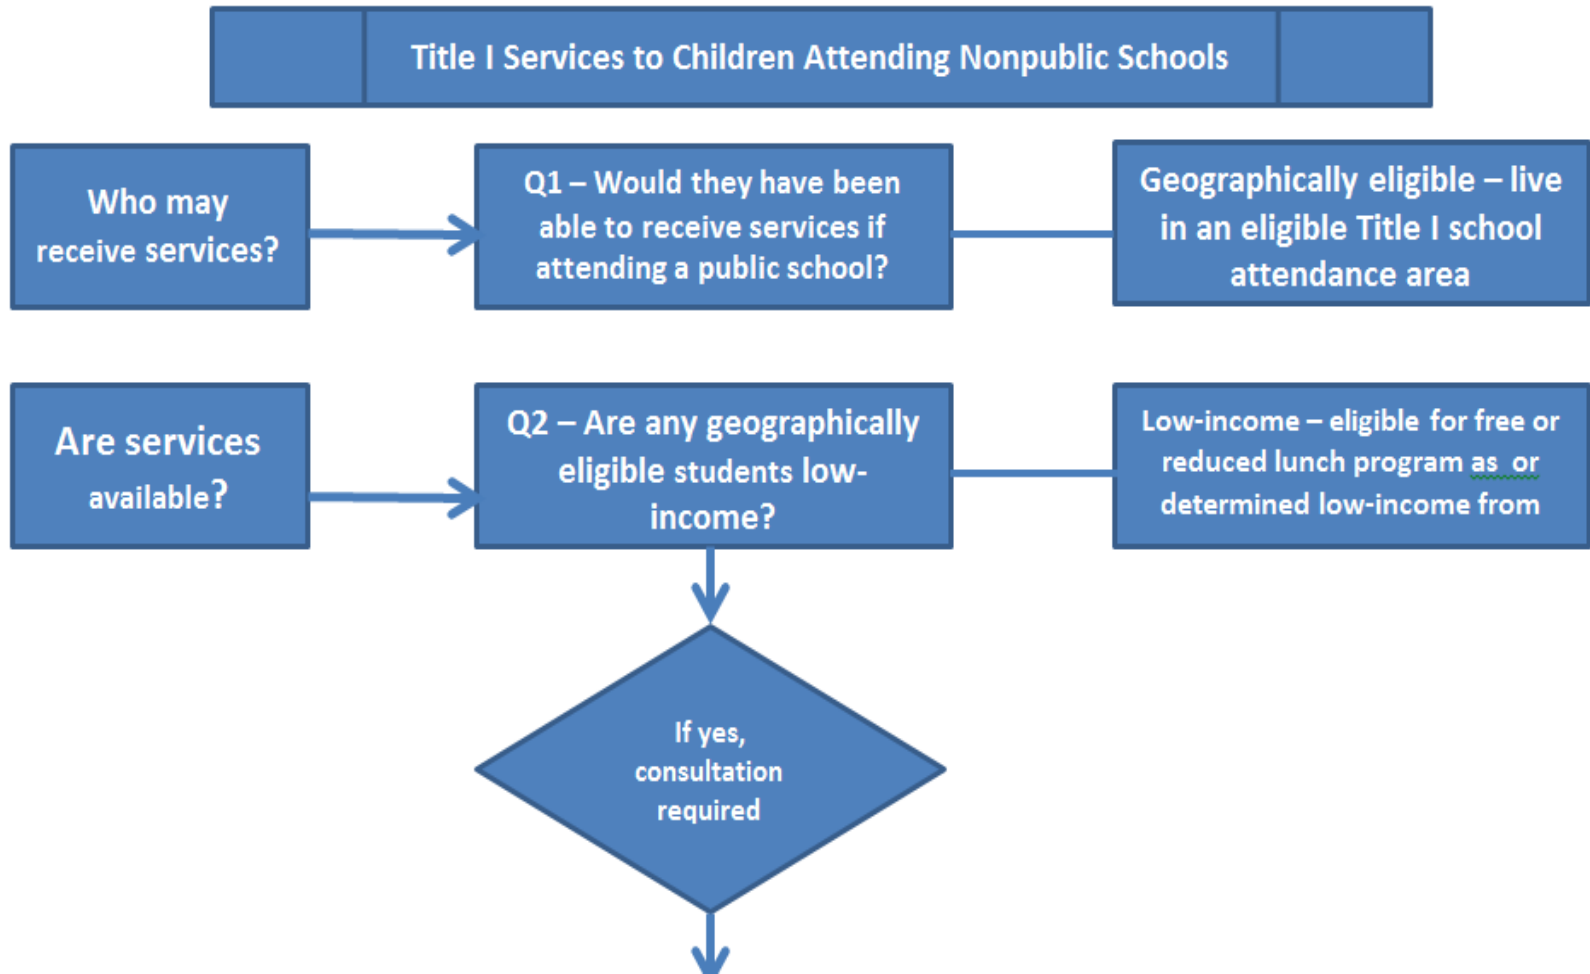 Title I Services to Children Attending Nonpublic Schools
Who may
receive services?
Q1 – Would they have been
able to receive services if
attending a public school?
Geographically eligible – live
in an eligible Title I school
attendance area
Are services
available?
Q2 – Are any geographically
eligible students low-
income?
Low-income – eligible for free or
reduced lunch program as  or
determined low-income from
If yes,
consultation
required